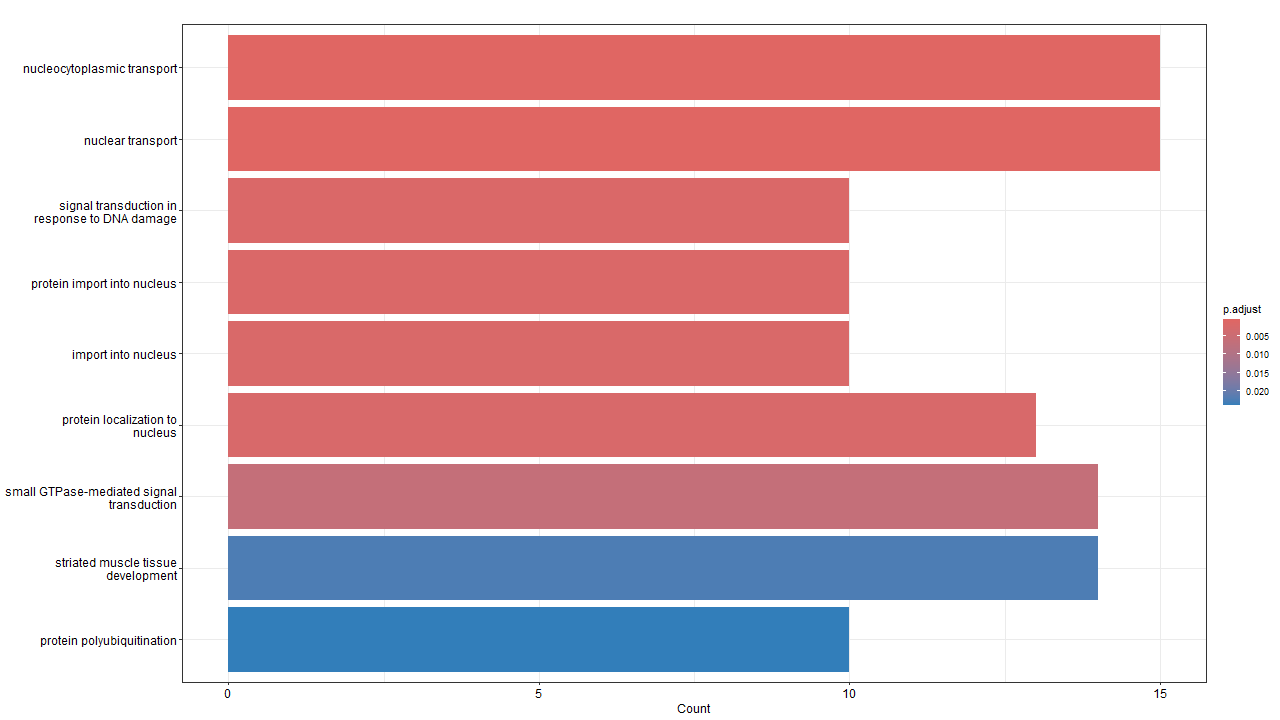 nucleocytoplasmic transport
nuclear transport
signal transduction in
response to DNA damage
protein import into nucleus
import into nucleus
protein localization to
nucleus
small GTPase-mediated signal
transduction
striated muscle tissue
development
protein polyubiquitination
0 5 10 15
Count
p.adjust
0.005
0.010
0.015
0.020